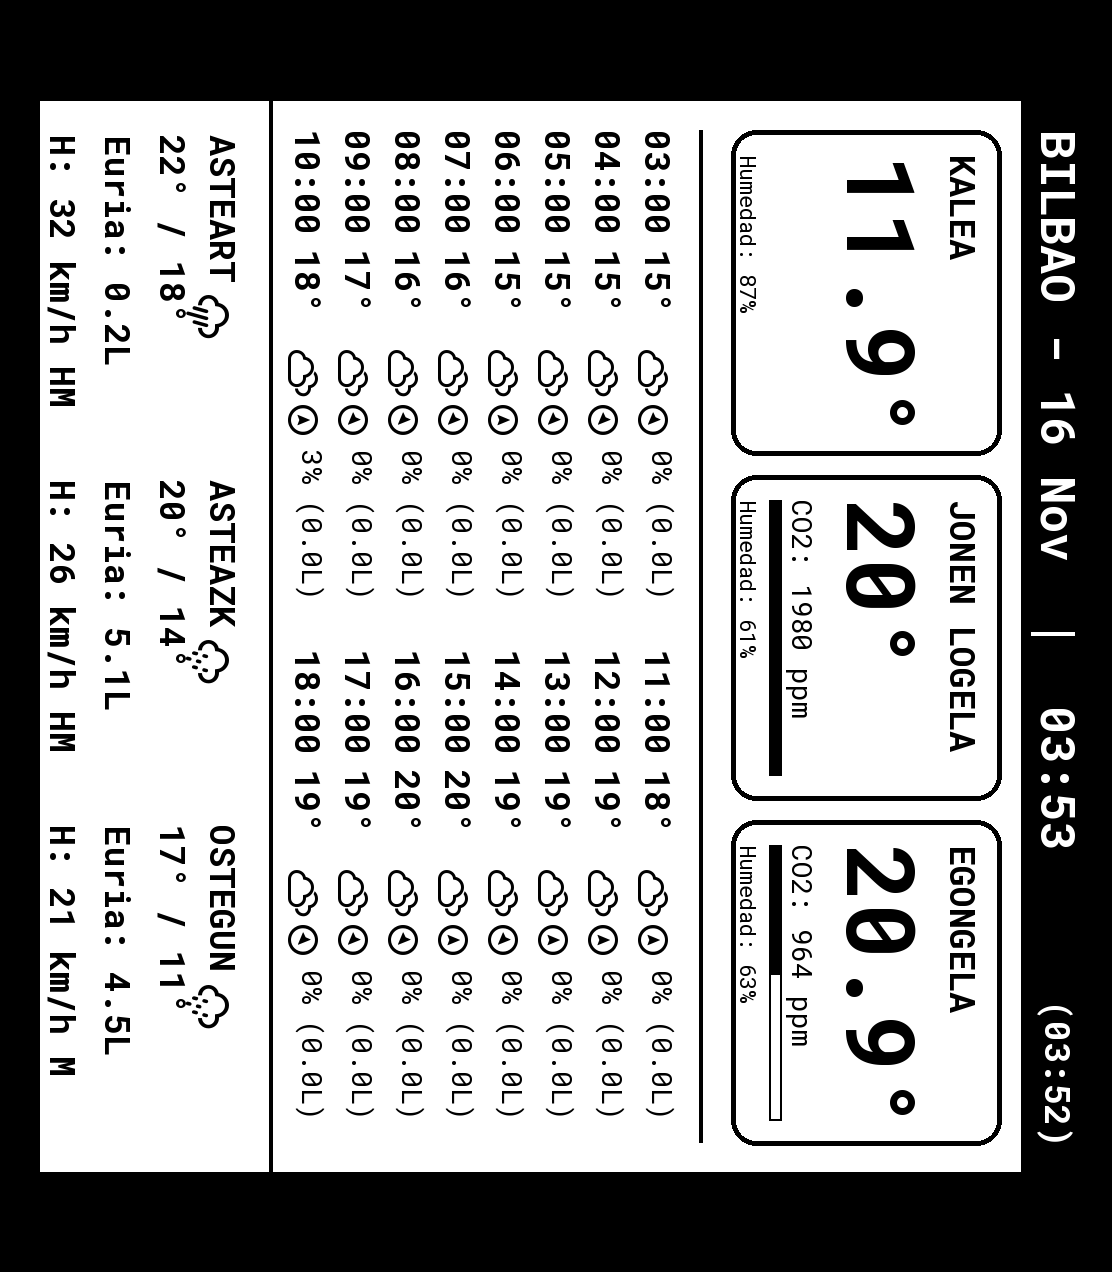 BILBAO - 16 Nov | 03:53 (03:52)
KALEA
11.9°
Humedad: 87%
JONEN LOGELA
20°
CO2: 1980 ppm
Humedad: 61%
EGONGELA
20.9°
CO2: 964 ppm
Humedad: 63%
03:00 15° 0% (0.0L)
04:00 15° 0% (0.0L)
05:00 15° 0% (0.0L)
06:00 15° 0% (0.0L)
07:00 16° 0% (0.0L)
08:00 16° 0% (0.0L)
09:00 17° 0% (0.0L)
10:00 18° 3% (0.0L)
11:00 18° 0% (0.0L)
12:00 19° 0% (0.0L)
13:00 19° 0% (0.0L)
14:00 19° 0% (0.0L)
15:00 20° 0% (0.0L)
16:00 20° 0% (0.0L)
17:00 19° 0% (0.0L)
18:00 19° 0% (0.0L)
ASTEART
22° / 18°
Euria: 0.2L
H: 32 km/h HM
ASTEAZK
20° / 14°
Euria: 5.1L
H: 26 km/h HM
OSTEGUN
17° / 11°
Euria: 4.5L
H: 21 km/h M